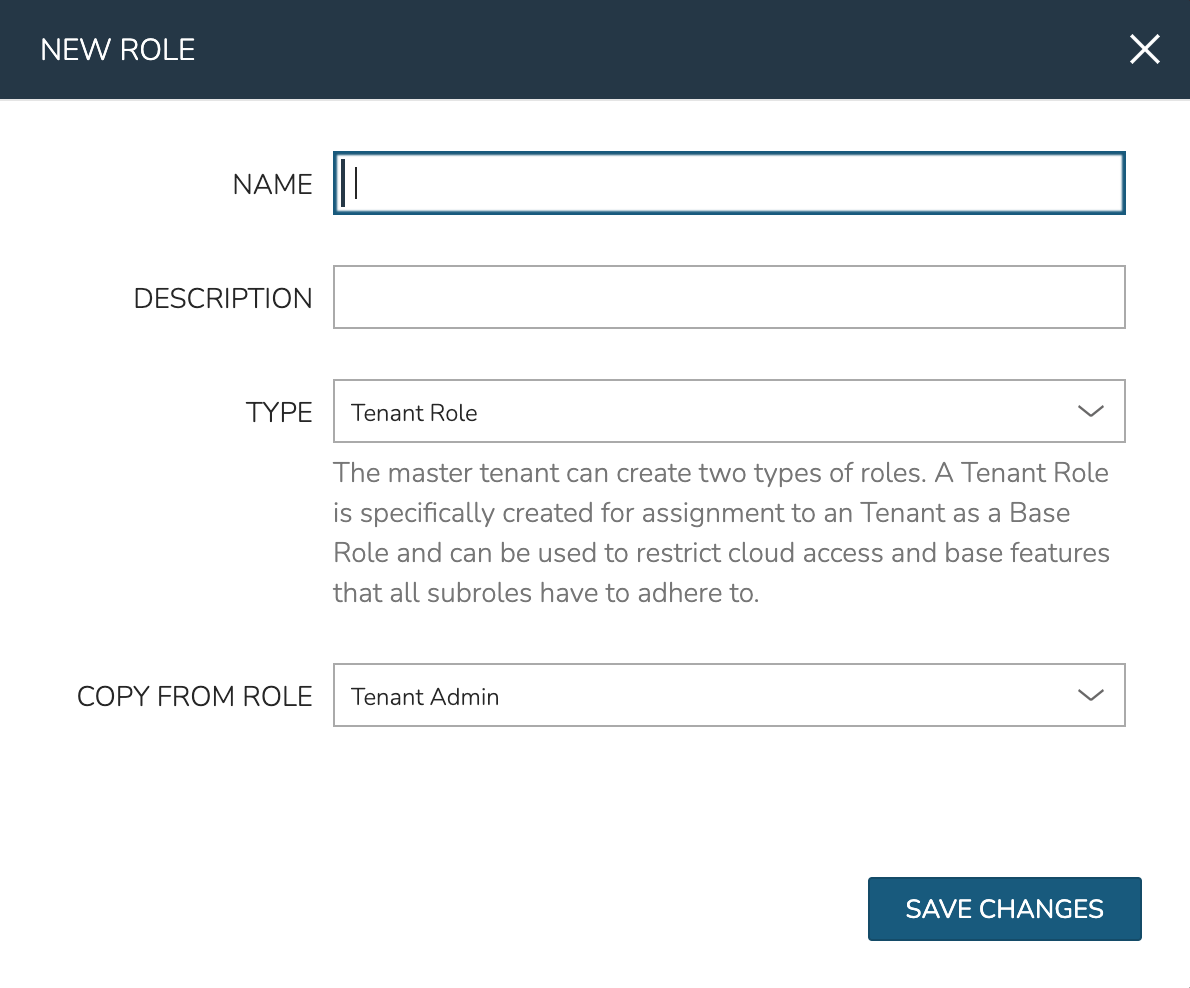 NEW ROLE
NAME
DESCRIPTION
TYPE
Tenant Role
The master tenant can create two types of roles. A Tenant Role
is specifically created for assignment to an Tenant as a Base
Role and can be used to restrict cloud access and base features
that all subroles have to adhere to.
COPY FROM ROLE
Tenant Admin
SAVE CHANGES